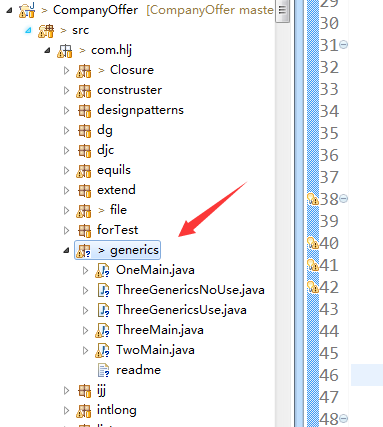 > CompanyOffer [CompanyOffer maste
> src
> com.hlj
> Closure
construster
designpatterns
dg
djc
equils
extend
> file
forTest
> generics
OneMain.java
ThreeGenericsNoUse.java
ThreeGenericsUse.java
ThreeMain.java
TwoMain.java
readme
ijj
intlong
29
30
31
32
33
34
35
36
37
38
39
40
41
42
43
44
45
46
47
48